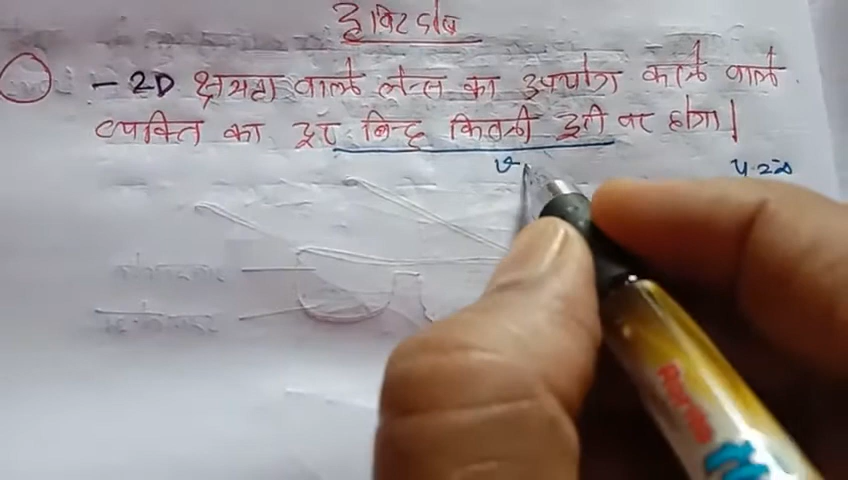 दृष्टि दोष
-2D क्षमता वाले लेन्स का उपयोग करने वाले
व्यक्ति का दूर बिन्दु कितनी दूरी पर होगा।
v